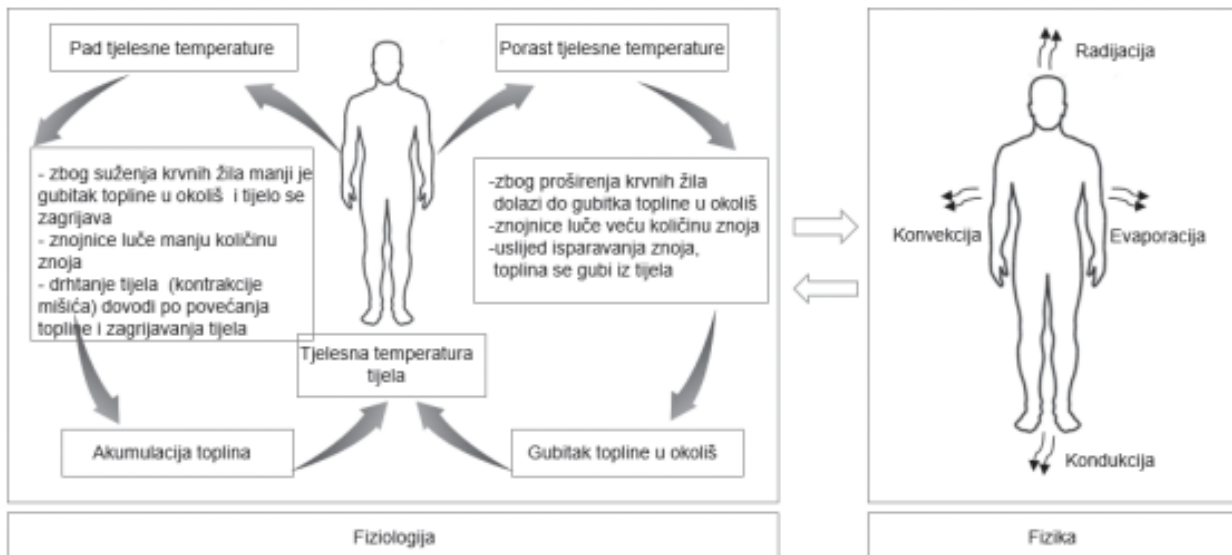 Pad tjelesne temperature
Porast tjelesne temperature
- zbog suženja krvnih žila manji je
gubitak topline u okoliš i tijelo se
zagrijava
- znojnice luče manju količinu
znoja
- drhtanje tijela (kontrakcije
mišića) dovodi po povećanja
topline i zagrijavanja tijela
-zbog proširenja krvnih žila
dolazi do gubitka topline u okoliš
-znojnice luče veću količinu znoja
-uslijed isparavanja znoja,
toplina se gubi iz tijela
Tjelesna temperatura
tijela
Akumulacija toplina
Gubitak topline u okoliš
Fiziologija
Radijacija
Konvekcija
Evaporacija
Kondukcija
Fizika